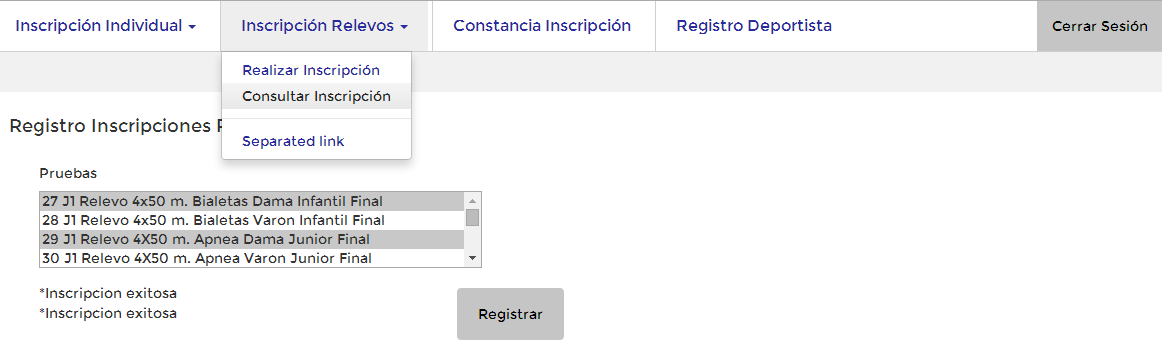 Inscripción Individual Inscripción Relevos Constancia Inscripción Registro Deportista Cerrar Sesión
Realizar Inscripción
Consultar Inscripción
Separated link
Registro Inscripciones
Pruebas
27 J1 Relevo 4x50 m. Bialetas Dama Infantil Final
28 J1 Relevo 4x50 m. Bialetas Varon Infantil Final
29 J1 Relevo 4X50 m. Apnea Dama Junior Final
30 J1 Relevo 4X50 m. Apnea Varon Junior Final
*Inscripcion exitosa
*Inscripcion exitosa
Registrar